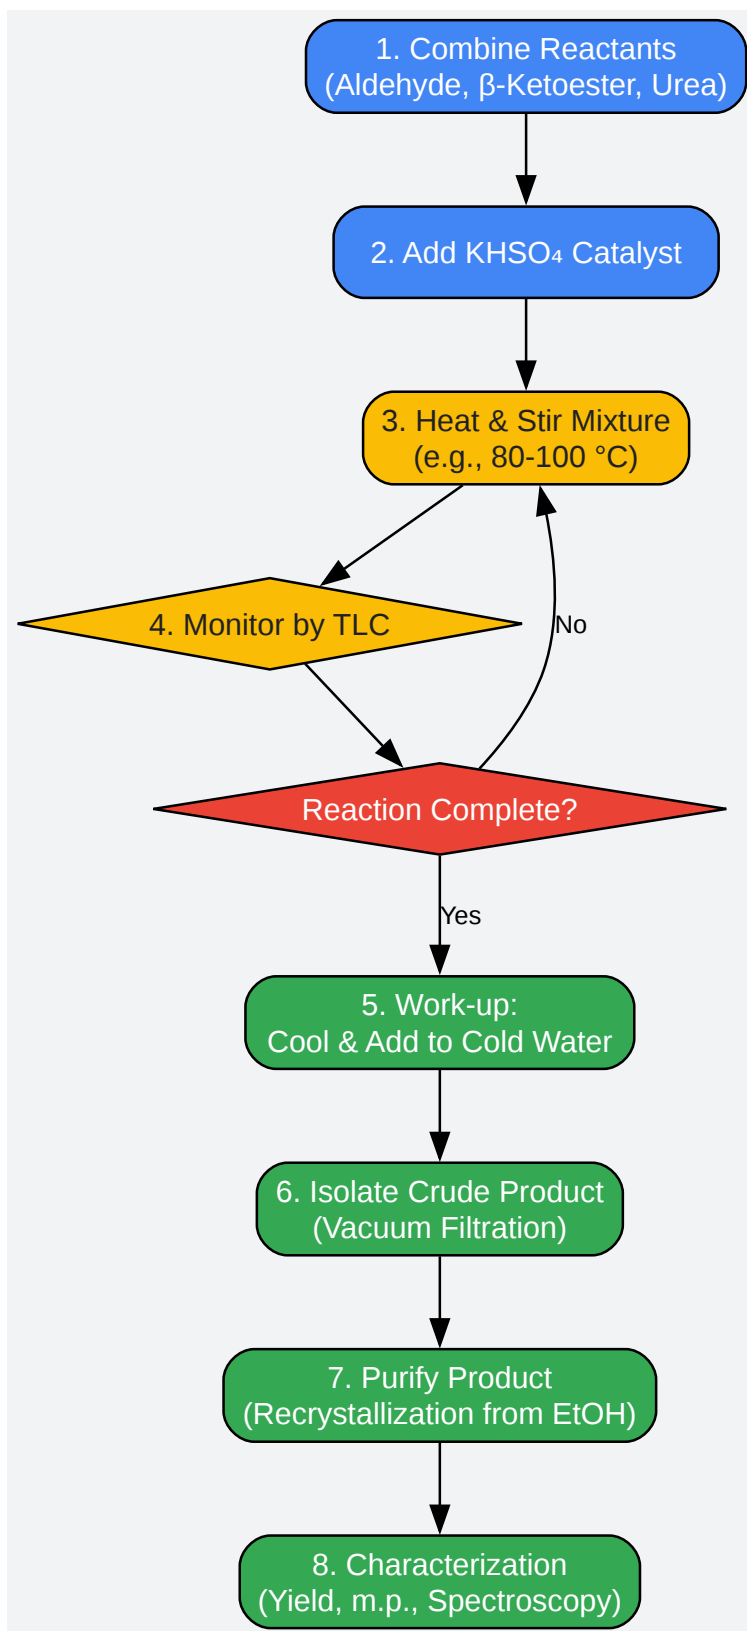 1. Combine Reactants
(Aldehyde, β-Ketoester, Urea)
2. Add KHSO₄ Catalyst
3. Heat & Stir Mixture
(e.g., 80-100 °C)
4. Monitor by TLC
No
Reaction Complete?
Yes
5. Work-up:
Cool & Add to Cold Water
6. Isolate Crude Product
(Vacuum Filtration)
7. Purify Product
(Recrystallization from EtOH)
8. Characterization
(Yield, m.p., Spectroscopy)